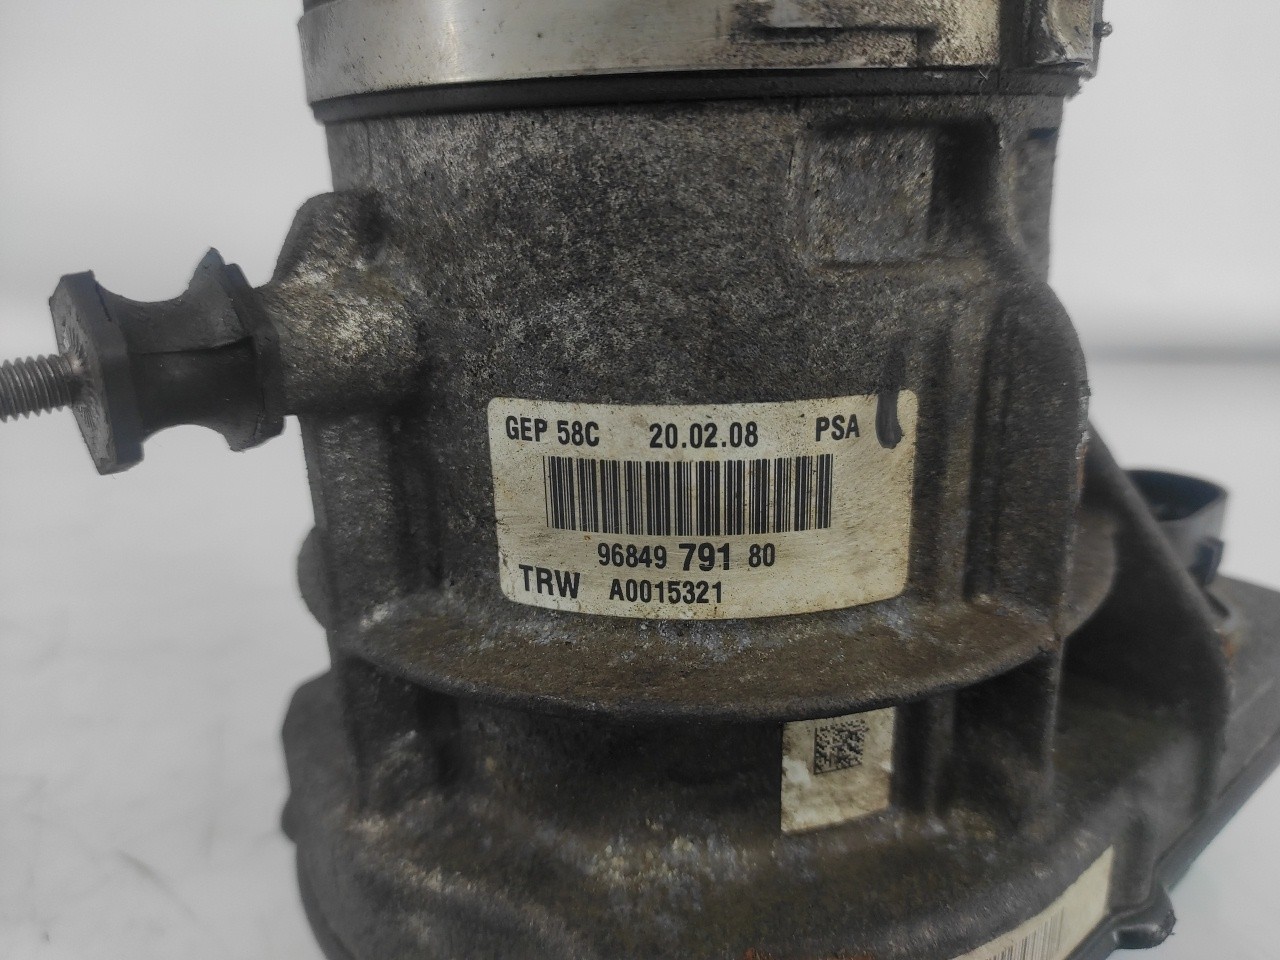 GEP 58C 20.02.08 PSA
96849 791 80
TRW A0015321